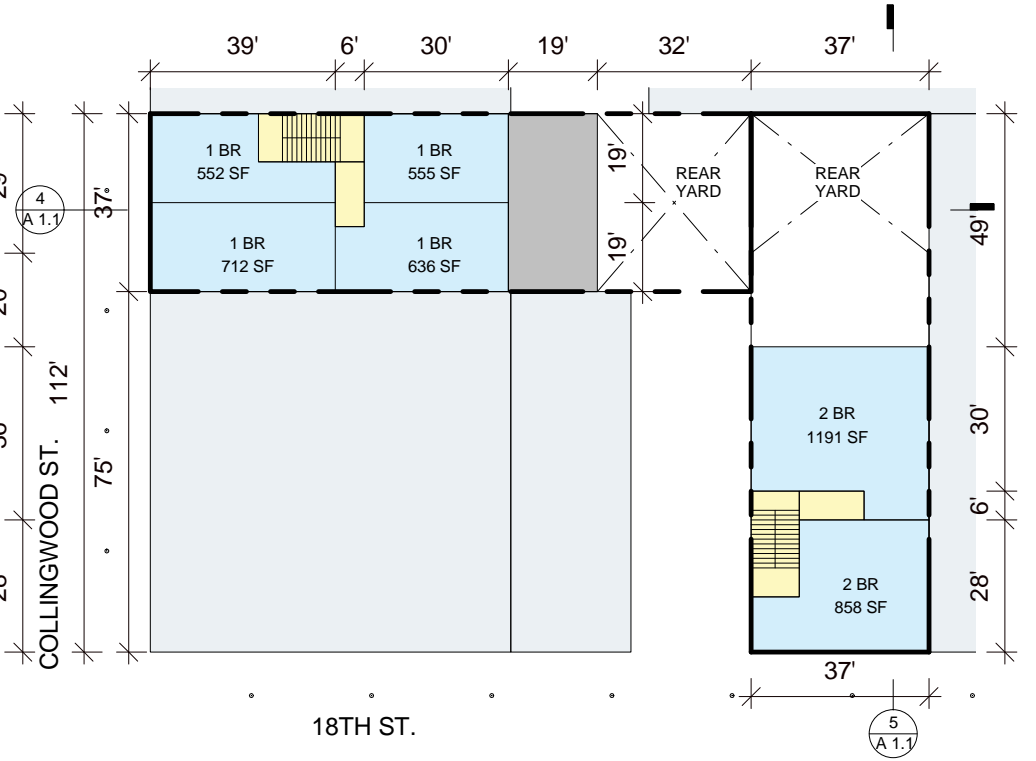 39'
6'
30'
19'
32'
37'
1 BR
552 SF
1 BR
555 SF
19'
REAR
YARD
REAR
YARD
4
A 1.1
37'
1 BR
712 SF
1 BR
636 SF
19'
49'
112'
COLLINGWOOD ST.
75'
2 BR
1191 SF
30'
6'
2 BR
858 SF
28'
37'
18TH ST.
5
A 1.1